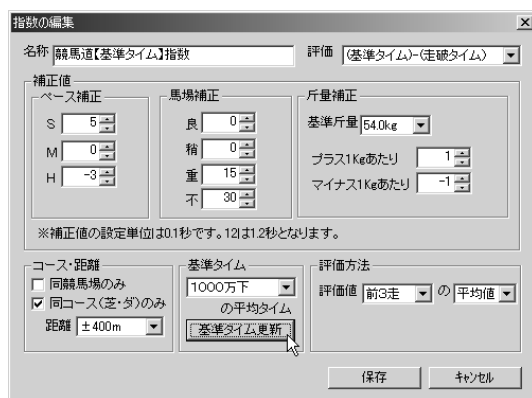 指数の編集
名称 競馬道【基準タイム】指数 評価 (基準タイム)-(走破タイム)
補正値
ペース補正 馬場補正 斤量補正
S 5 良 0 基準斤量 54.0kg
M 0 稍 0 プラス1Kgあたり 1
H -3 重 15 マイナス1Kgあたり -1
不 30
※補正値の設定単位は0.1秒です。12は1.2秒となります。
コース・距離 基準タイム 評価方法
同競馬場のみ 1000万下 評価値 前3走 の 平均値
同コース(芝・ダ)のみ の平均タイム
距離 ±400m 基準タイム更新
保存 キャンセル